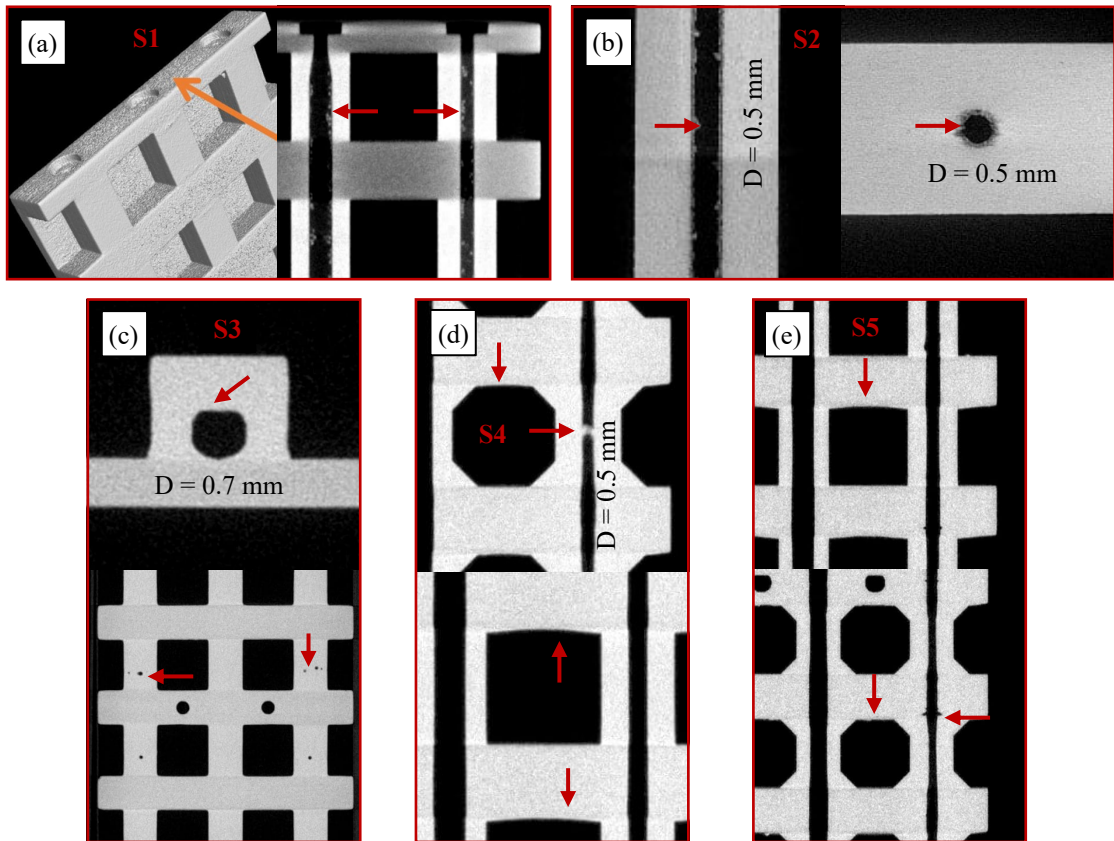 (a)
S1
(b)
S2
D = 0.5 mm
D = 0.5 mm
(c)
S3
D = 0.7 mm
(d)
S4
D = 0.5 mm
(e)
S5